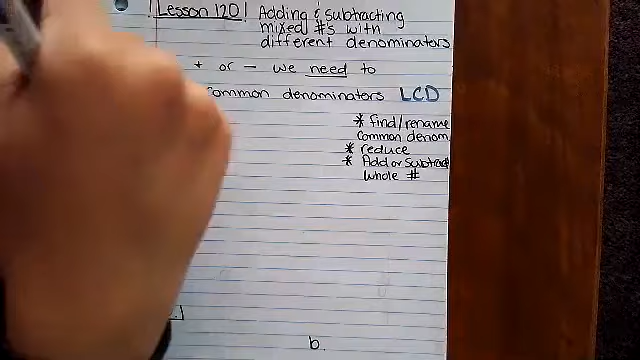 Lesson 120 Adding & subtracting
mixed #'s with
different denominators
+ or - we need to
common denominators LCD
* find/rename
common denom
* reduce
* Add or subtract
whole #
b.